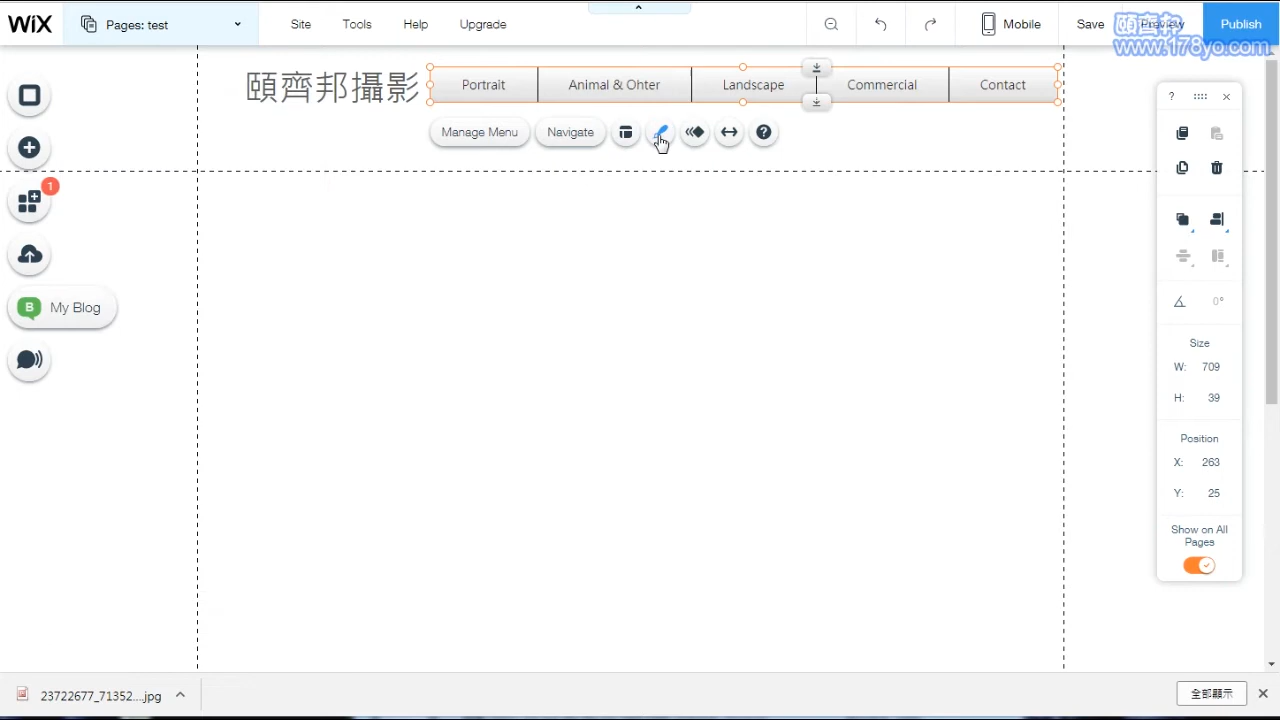 WiX
Pages: test
Site
Tools
Help
Upgrade
Mobile
Save
Preview
Publish
頤齊邦
www.178yo.com
頤齊邦攝影
Portrait
Animal & Ohter
Landscape
Commercial
Contact
Manage Menu
Navigate
?
?
1
B
My Blog
0°
Size
W: 709
H: 39
Position
X: 263
Y: 25
Show on All
Pages
23722677_71352....jpg
全部顯示